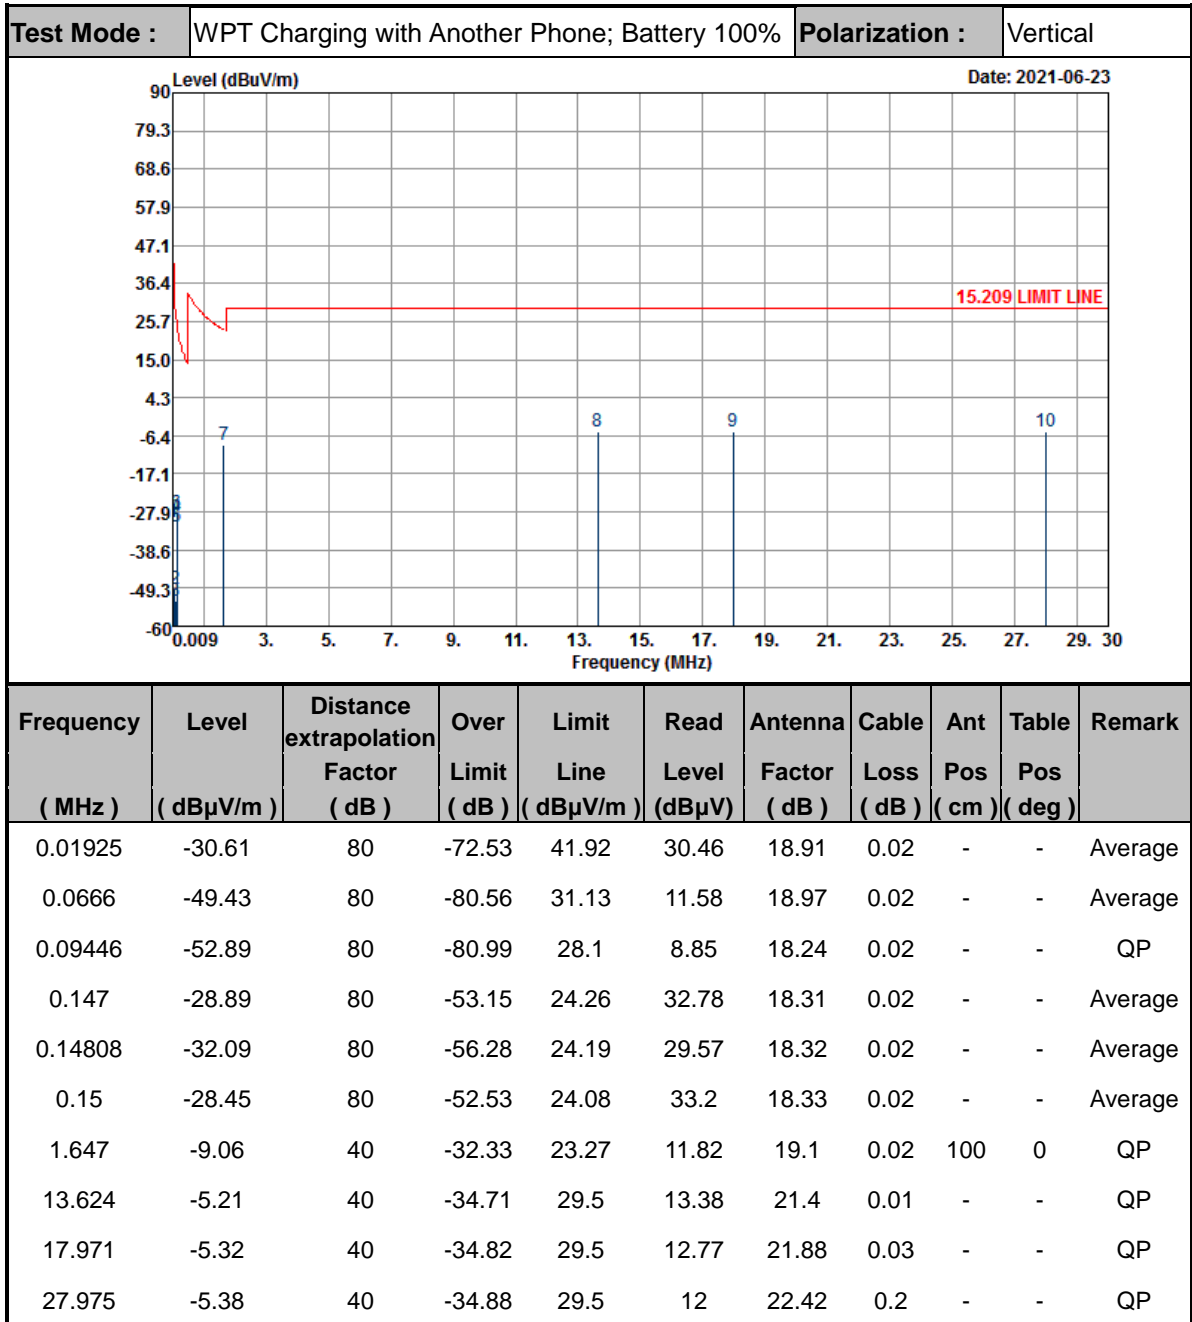 Test Mode : WPT Charging with Another Phone; Battery 100% Polarization : Vertical
Level (dBuV/m) Date: 2021-06-23
90
79.3
68.6
57.9
47.1
36.4
15.209 LIMIT LINE
25.7
15.0
4.3
7 8 9 10
-6.4
-17.1
3
-27.9
-38.6
2
-49.3
-60
0.009 3. 5. 7. 9. 11. 13. 15. 17. 19. 21. 23. 25. 27. 29. 30
Frequency (MHz)
Frequency Level Distance extrapolation Over Limit Read Antenna Cable Ant Table Remark
Factor Limit Line Level Factor Loss Pos Pos
( MHz ) ( dBµV/m ) ( dB ) ( dB ) ( dBµV/m ) (dBµV) ( dB ) ( dB ) ( cm ) ( deg )
0.01925 -30.61 80 -72.53 41.92 30.46 18.91 0.02 - - Average
0.0666 -49.43 80 -80.56 31.13 11.58 18.97 0.02 - - Average
0.09446 -52.89 80 -80.99 28.1 8.85 18.24 0.02 - - QP
0.147 -28.89 80 -53.15 24.26 32.78 18.31 0.02 - - Average
0.14808 -32.09 80 -56.28 24.19 29.57 18.32 0.02 - - Average
0.15 -28.45 80 -52.53 24.08 33.2 18.33 0.02 - - Average
1.647 -9.06 40 -32.33 23.27 11.82 19.1 0.02 100 0 QP
13.624 -5.21 40 -34.71 29.5 13.38 21.4 0.01 - - QP
17.971 -5.32 40 -34.82 29.5 12.77 21.88 0.03 - - QP
27.975 -5.38 40 -34.88 29.5 12 22.42 0.2 - - QP